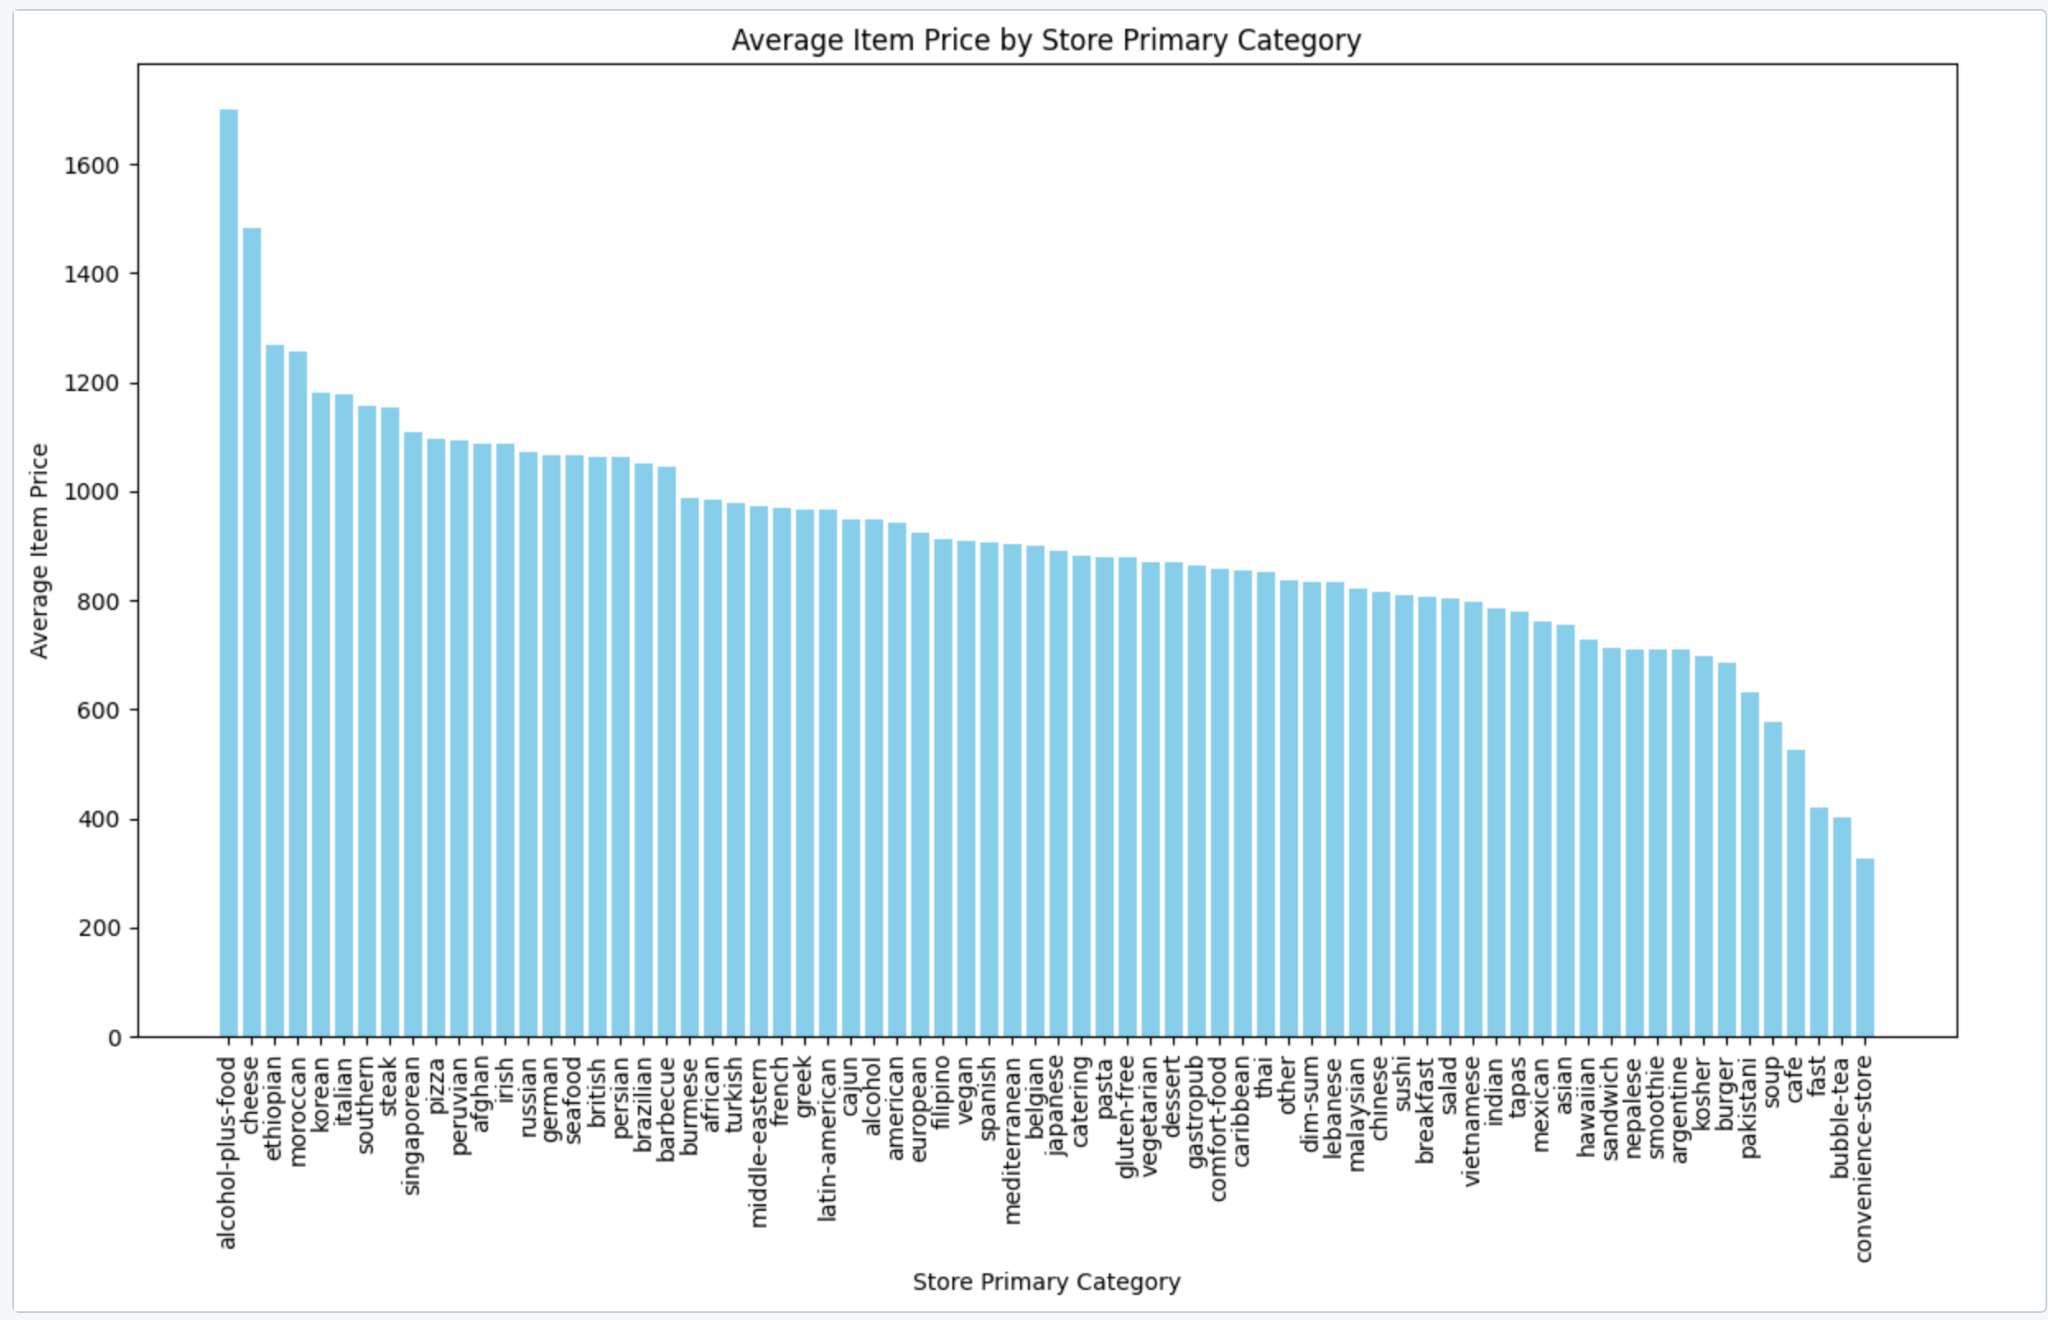 Average Item Price by Store Primary Category
1600
1400
1200
1000
800
600
400
200
0
Average Item Price
alcohol-plus-food
cheese
ethiopian
moroccan
korean
italian
southern
steak
singaporean
pizza
peruvian
afghan
irish
russian
german
seafood
british
persian
brazilian
barbecue
burmese
african
turkish
middle-eastern
french
greek
latin-american
cajun
alcohol
american
european
filipino
vegan
spanish
mediterranean
belgian
japanese
catering
pasta
gluten-free
vegetarian
dessert
gastropub
comfort-food
caribbean
thai
other
dim-sum
lebanese
malaysian
chinese
sushi
breakfast
salad
vietnamese
indian
tapas
mexican
asian
hawaiian
sandwich
nepalese
smoothie
argentine
kosher
burger
pakistani
soup
cafe
fast
bubble-tea
convenience-store
Store Primary Category